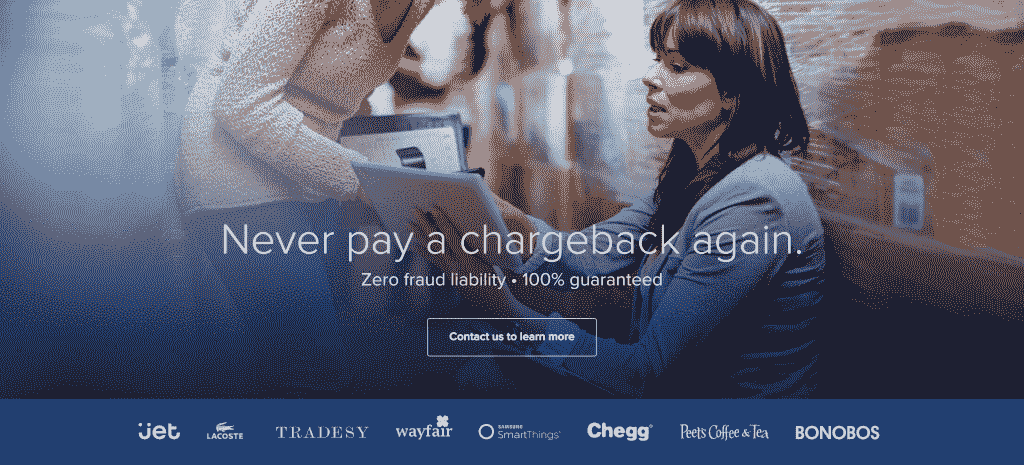 Never pay a chargeback again.
Zero fraud liability • 100% guaranteed
Contact us to learn more
jet LACOSTE TRADESY wayfair SAMSUNG SmartThings™ Chegg® Peet's Coffee & Tea BONOBOS